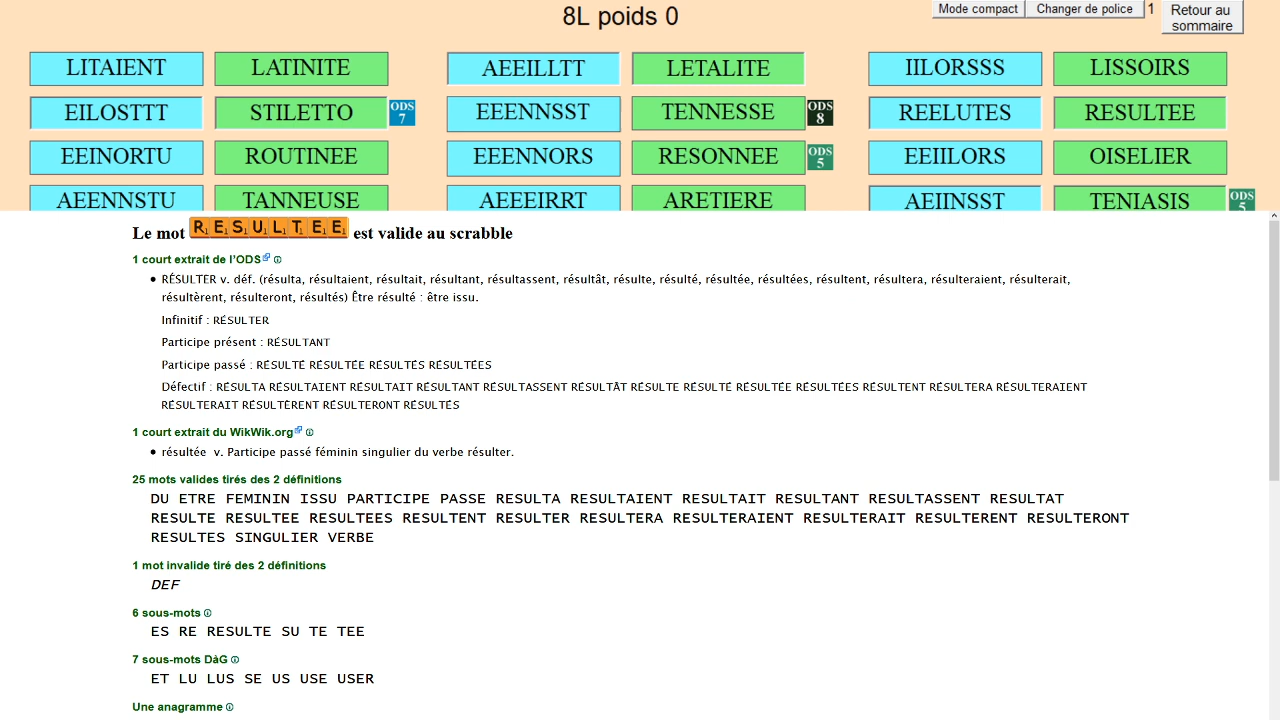 8L poids 0
Mode compact
Changer de police
1
Retour au
sommaire
LITAIENT
LATINITE
AEEILLTT
LETALITE
IILORSSS
LISSOIRS
EILOSTTT
STILETTO
ODS
7
EEENNSST
TENNESSE
ODS
8
REELUTES
RESULTEE
EEINORTU
ROUTINEE
EEENNORS
RESONNEE
ODS
5
EEIILORS
OISELIER
AEENNSTU
TANNEUSE
AEEEIRRT
ARETIERE
AEIINSST
TENIASIS
ODS
5
Le mot R1 E1 S1 U1 L1 T1 E1 E1 est valide au scrabble
1 court extrait de l’ODS
• RÉSULTER v. déf. (résulta, résultaient, résultait, résultant, résultassent, résultât, résulte, résulté, résultée, résultées, résultent, résultera, résulteraient, résulterait,
résultèrent, résulteront, résultés) Être résulté : être issu.
Infinitif : RÉSULTER
Participe présent : RÉSULTANT
Participe passé : RÉSULTÉ RÉSULTÉE RÉSULTÉS RÉSULTÉES
Défectif : RÉSULTA RÉSULTAIENT RÉSULTAIT RÉSULTANT RÉSULTASSENT RÉSULTÂT RÉSULTE RÉSULTÉ RÉSULTÉE RÉSULTÉES RÉSULTENT RÉSULTERA RÉSULTERAIENT
RÉSULTERAIT RÉSULTÈRENT RÉSULTERONT RÉSULTÉS
1 court extrait du WikWik.org
• résultée v. Participe passé féminin singulier du verbe résulter.
25 mots valides tirés des 2 définitions
DU ETRE FEMININ ISSU PARTICIPE PASSE RESULTA RESULTAIENT RESULTAIT RESULTANT RESULTASSENT RESULTAT
RESULTE RESULTEE RESULTEES RESULTENT RESULTER RESULTERA RESULTERAIENT RESULTERAIT RESULTERENT RESULTERONT
RESULTES SINGULIER VERBE
1 mot invalide tiré des 2 définitions
DEF
6 sous-mots
ES RE RESULTE SU TE TEE
7 sous-mots DàG
ET LU LUS SE US USE USER
Une anagramme